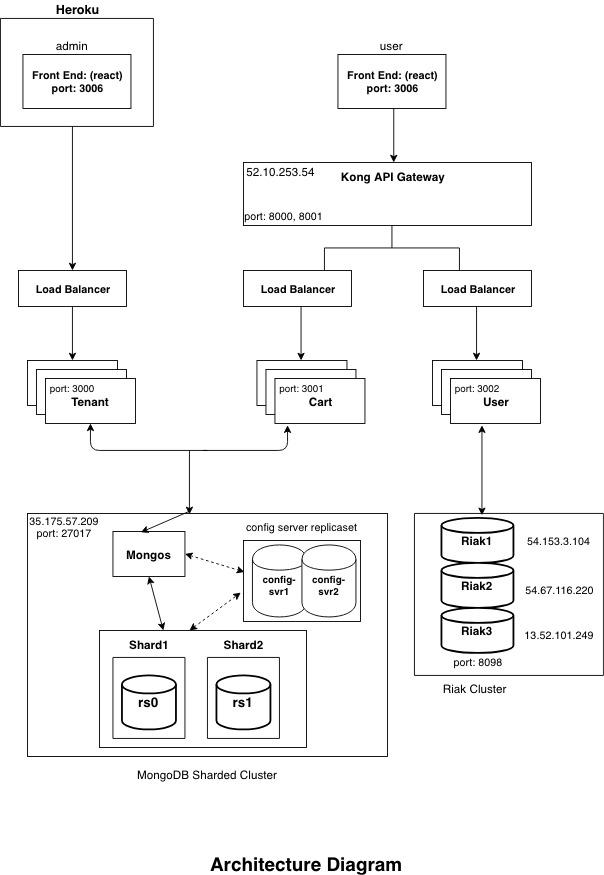 Heroku
admin
Front End: (react)
port: 3006
user
Front End: (react)
port: 3006
52.10.253.54
Kong API Gateway
port: 8000, 8001
Load Balancer
Load Balancer
Load Balancer
port: 3000
Tenant
port: 3001
Cart
port: 3002
User
35.175.57.209
port: 27017
Mongos
config server replicaset
config-
svr1
config-
svr2
Shard1
rs0
Shard2
rs1
MongoDB Sharded Cluster
Riak1
54.153.3.104
Riak2
54.67.116.220
Riak3
13.52.101.249
port: 8098
Riak Cluster
Architecture Diagram